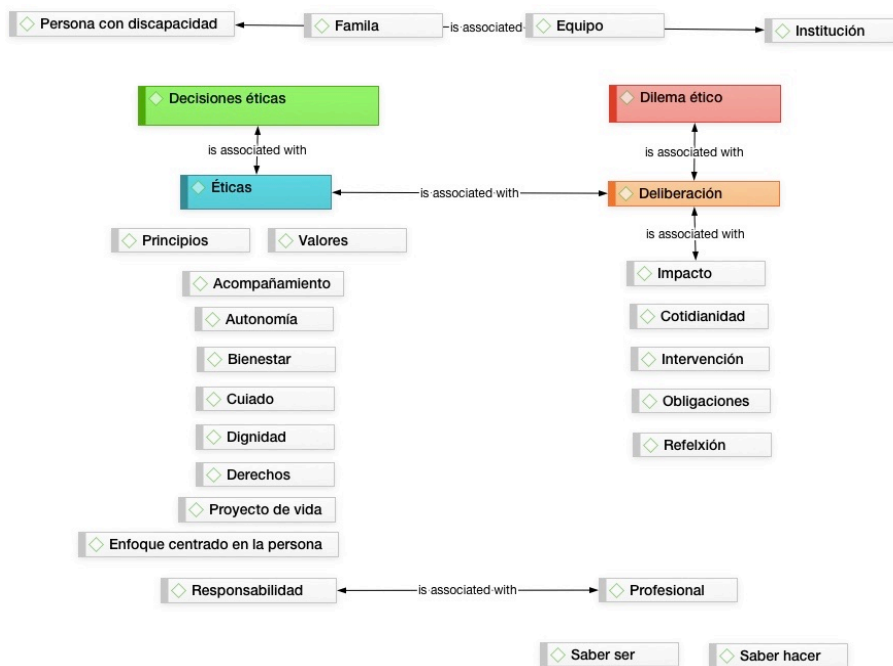 Persona con discapacidad
Famila
is associated
Equipo
Institución
Decisiones éticas
Dilema ético
is associated with
is associated with
Éticas
is associated with
Deliberación
is associated with
Principios
Valores
Impacto
Acompañamiento
Cotidianidad
Autonomía
Bienestar
Intervención
Cuiado
Obligaciones
Dignidad
Refelxión
Derechos
Proyecto de vida
Enfoque centrado en la persona
Responsabilidad
is associated with
Profesional
Saber ser
Saber hacer